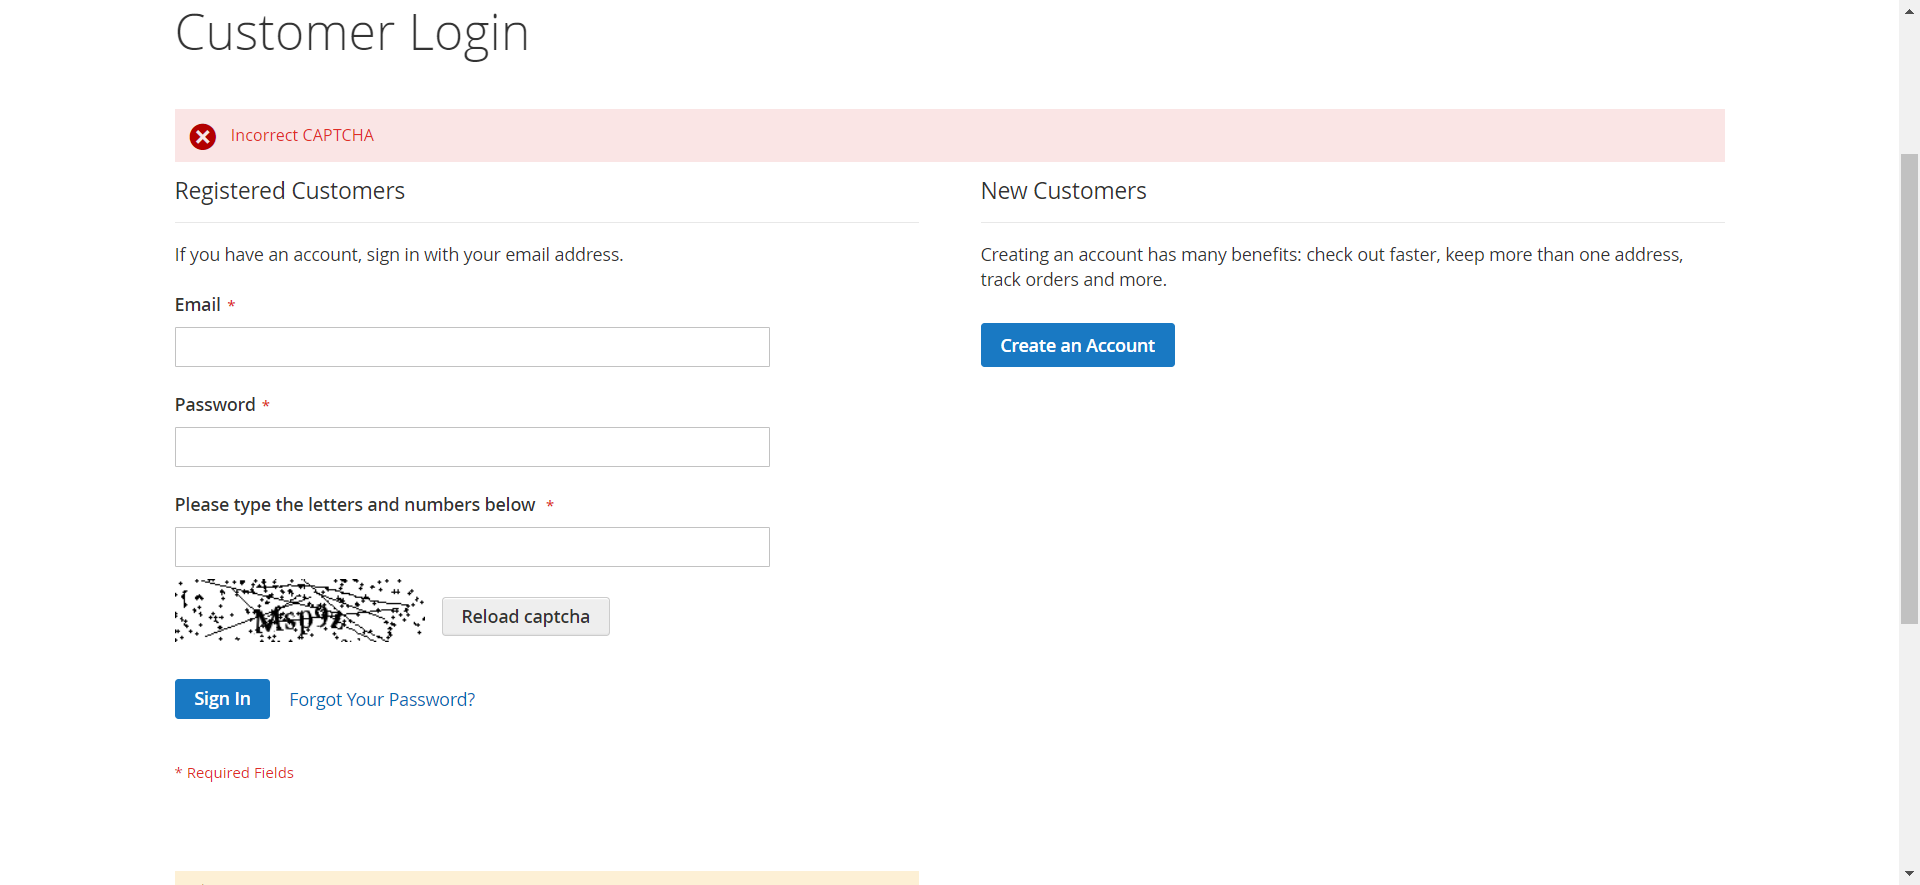 Customer Login
Incorrect CAPTCHA
Registered Customers
If you have an account, sign in with your email address.
Email *
Password *
Please type the letters and numbers below *
Reload captcha
Sign In Forgot Your Password?
* Required Fields
New Customers
Creating an account has many benefits: check out faster, keep more than one address,
track orders and more.
Create an Account